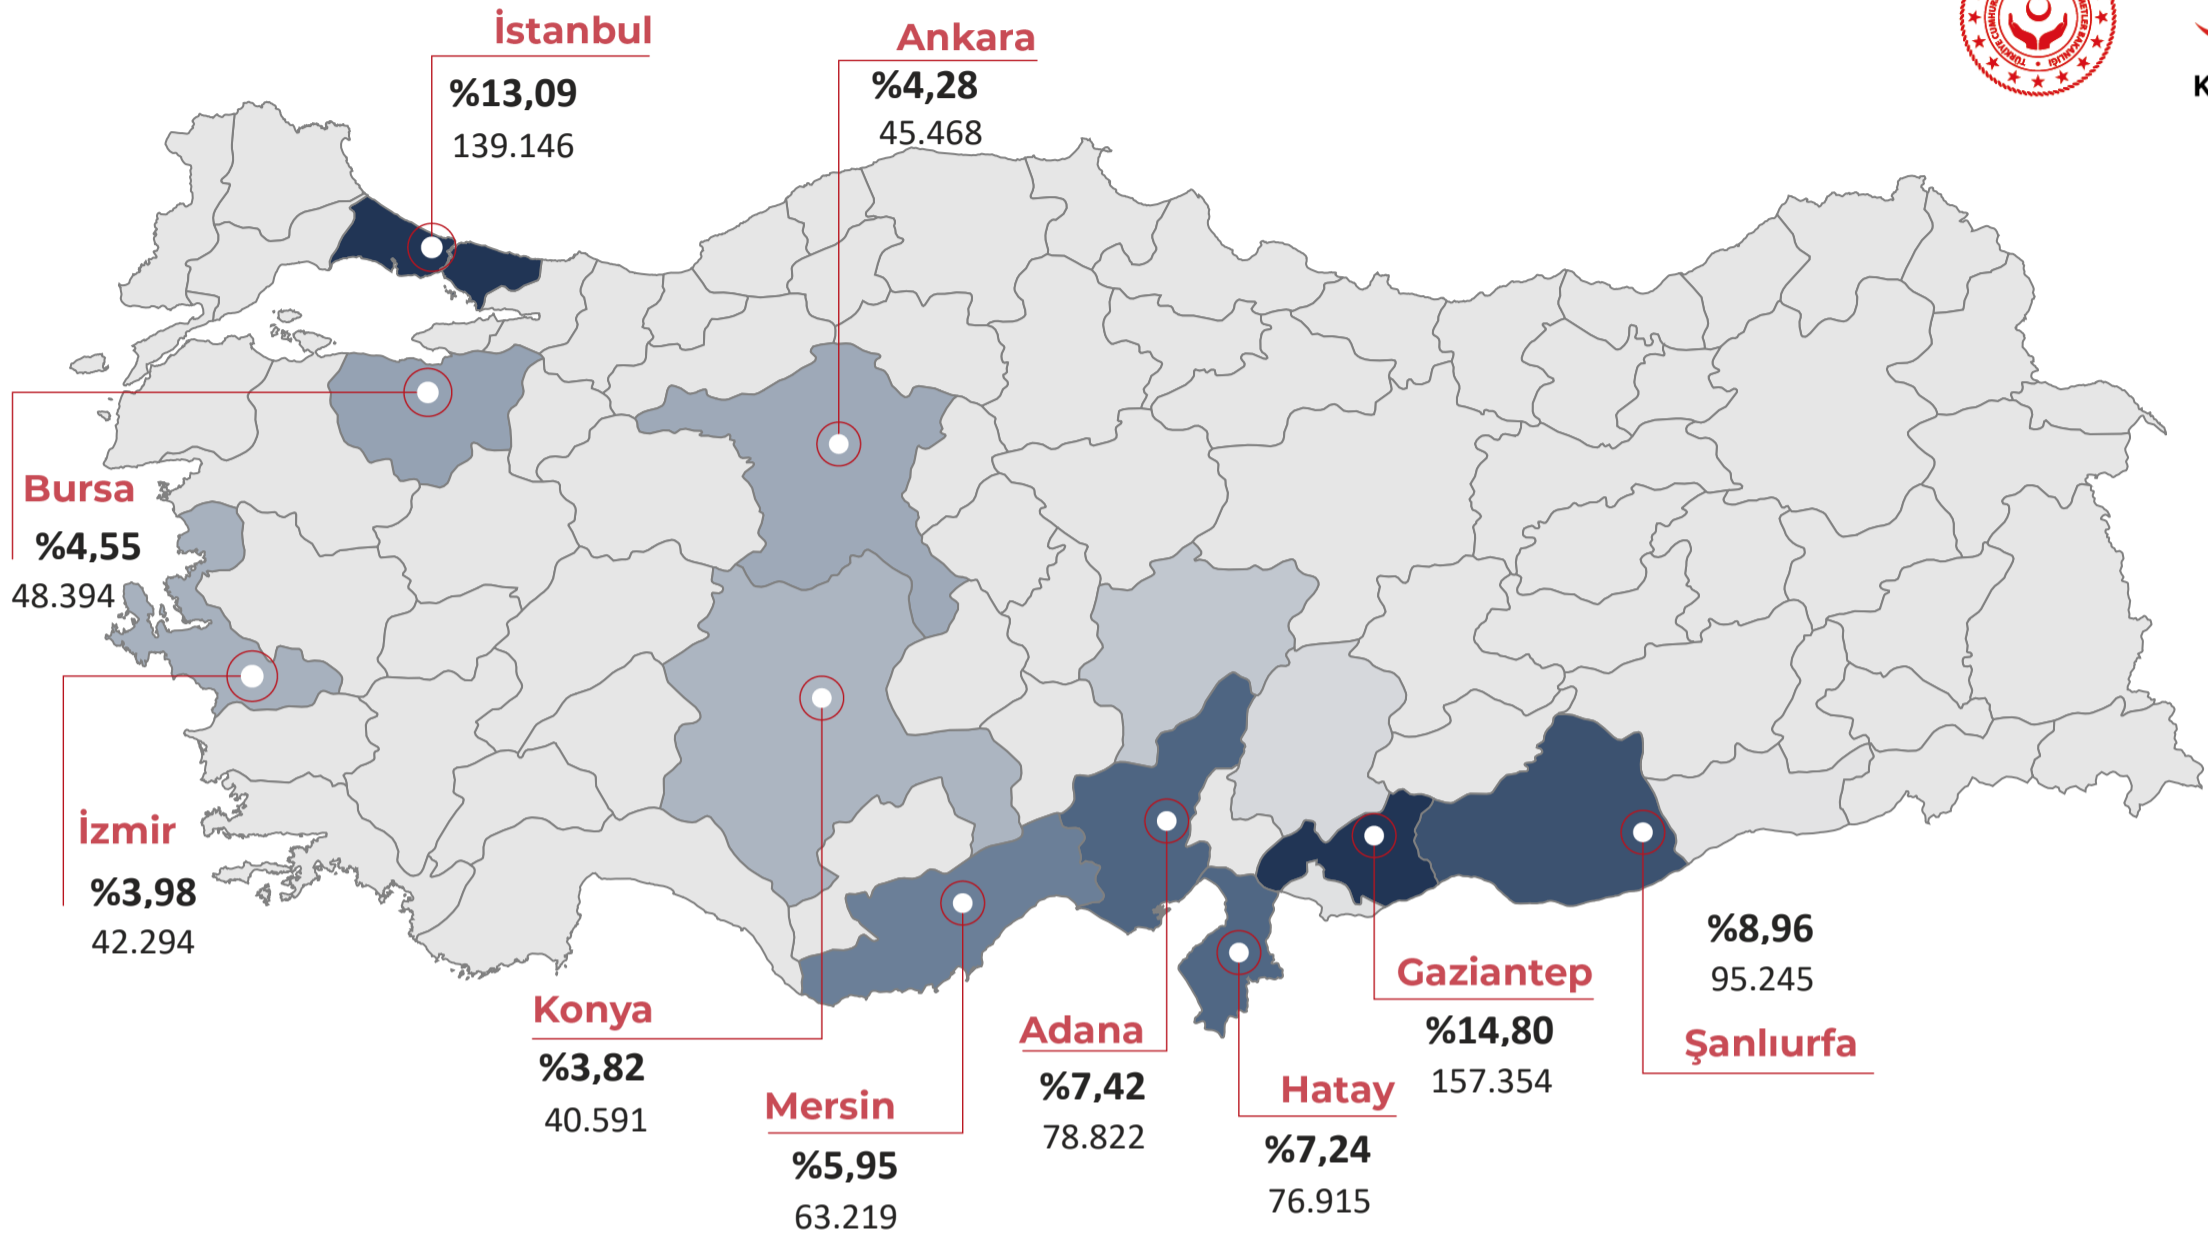 İstanbul
%13,09
139.146
Ankara
%4,28
45.468
Bursa
%4,55
48.394
İzmir
%3,98
42.294
Konya
%3,82
40.591
Mersin
%5,95
63.219
Adana
%7,42
78.822
Hatay
%7,24
76.915
Gaziantep
%14,80
157.354
%8,96
95.245
Şanlıurfa
K